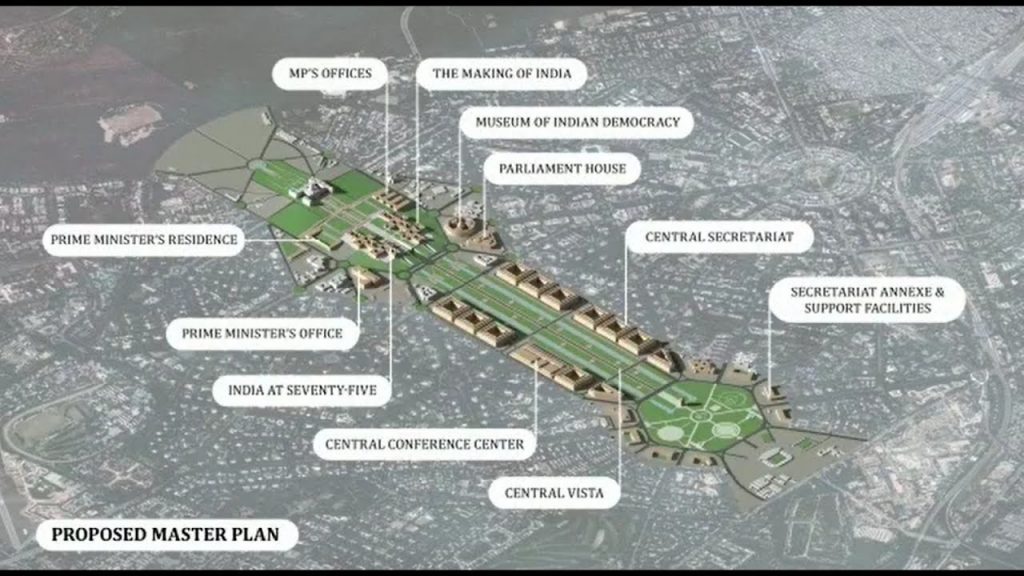 MP'S OFFICES
THE MAKING OF INDIA
MUSEUM OF INDIAN DEMOCRACY
PARLIAMENT HOUSE
PRIME MINISTER'S RESIDENCE
CENTRAL SECRETARIAT
SECRETARIAT ANNEXE &
SUPPORT FACILITIES
PRIME MINISTER'S OFFICE
INDIA AT SEVENTY-FIVE
CENTRAL CONFERENCE CENTER
CENTRAL VISTA
PROPOSED MASTER PLAN